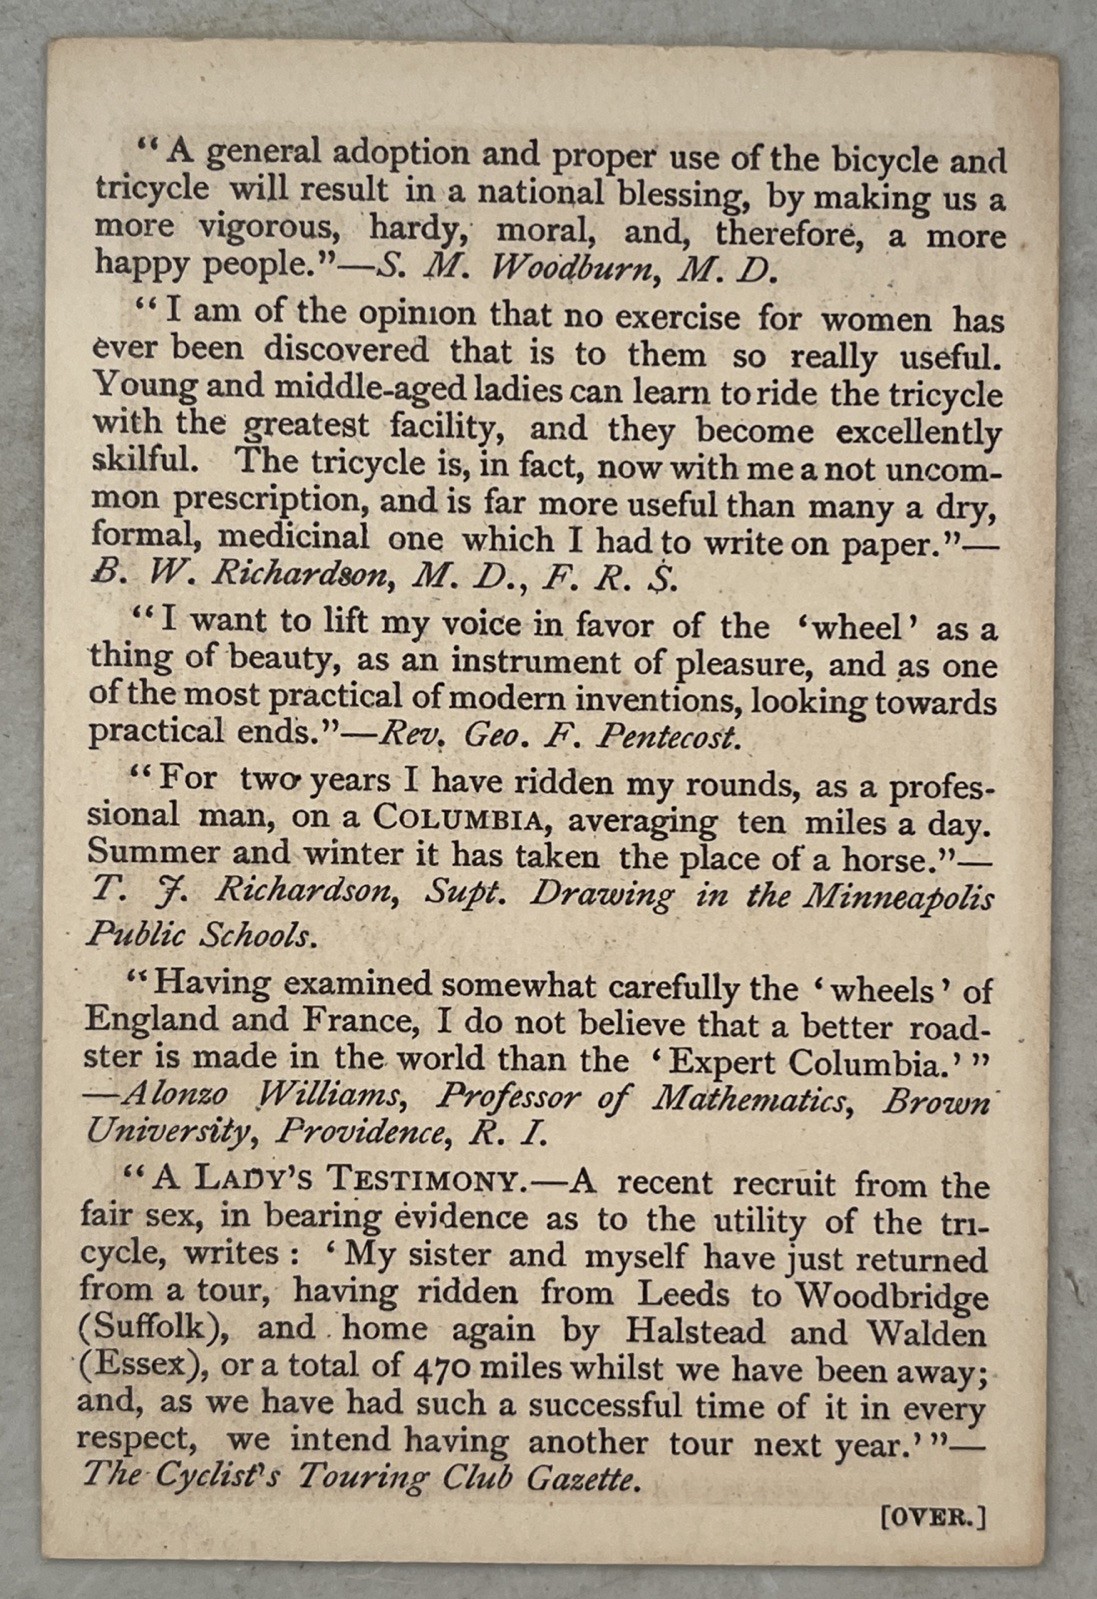 “A general adoption and proper use of the bicycle and
tricycle will result in a national blessing, by making us a
more vigorous, hardy, moral, and, therefore, a more
happy people.”—S. M. Woodburn, M. D.
“I am of the opinion that no exercise for women has
ever been discovered that is to them so really useful.
Young and middle-aged ladies can learn to ride the tricycle
with the greatest facility, and they become excellently
skilful. The tricycle is, in fact, now with me a not uncom-
mon prescription, and is far more useful than many a dry,
formal, medicinal one which I had to write on paper.”—
B. W. Richardson, M. D., F. R. S.
“I want to lift my voice in favor of the ‘wheel’ as a
thing of beauty, as an instrument of pleasure, and as one
of the most practical of modern inventions, looking towards
practical ends.”—Rev. Geo. F. Pentecost.
“For two years I have ridden my rounds, as a profes-
sional man, on a COLUMBIA, averaging ten miles a day.
Summer and winter it has taken the place of a horse.”—
T. J. Richardson, Supt. Drawing in the Minneapolis
Public Schools.
“Having examined somewhat carefully the ‘wheels’ of
England and France, I do not believe that a better road-
ster is made in the world than the ‘Expert Columbia.’”
—Alonzo Williams, Professor of Mathematics, Brown
University, Providence, R. I.
“A LADY’S TESTIMONY.—A recent recruit from the
fair sex, in bearing evidence as to the utility of the tri-
cycle, writes: ‘My sister and myself have just returned
from a tour, having ridden from Leeds to Woodbridge
(Suffolk), and home again by Halstead and Walden
(Essex), or a total of 470 miles whilst we have been away;
and, as we have had such a successful time of it in every
respect, we intend having another tour next year.’”—
The Cyclist’s Touring Club Gazette.
[OVER.]